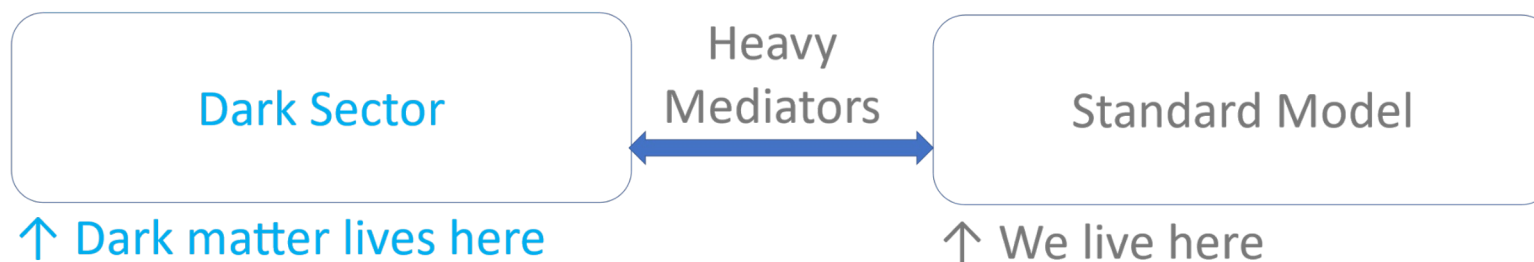 Dark Sector
Heavy
Mediators
Standard Model
↑ Dark matter lives here
↑ We live here